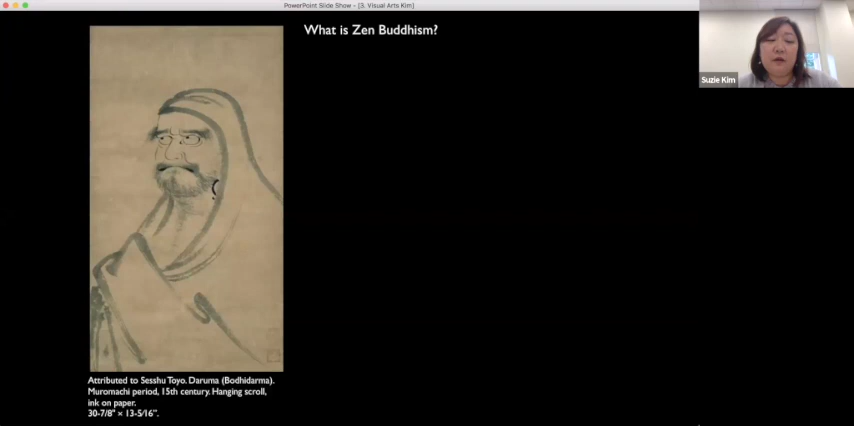 PowerPoint Slide Show - [3. Visual Arts Kim]
What is Zen Buddhism?
Suzie Kim
Attributed to Sesshu Toyo. Daruma (Bodhidarma).
Muromachi period, 15th century. Hanging scroll,
ink on paper.
30-7/8" × 13-5/16".